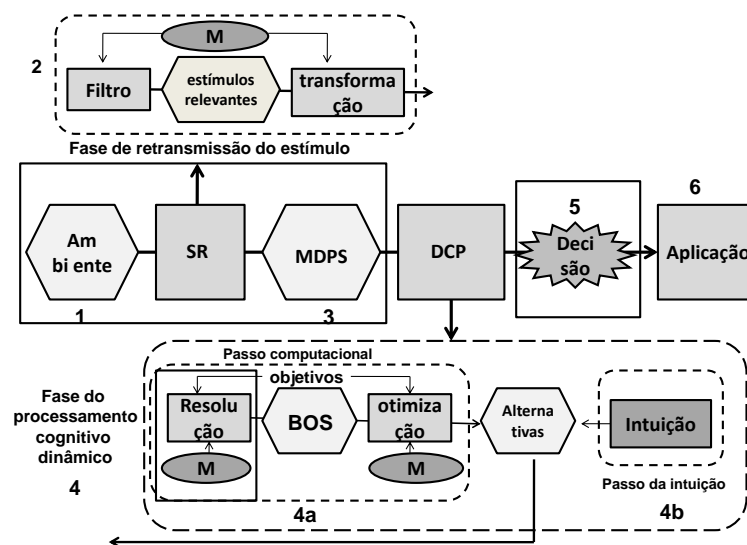 M
2
Filtro
estímulos
relevantes
transforma
ção
Fase de retransmissão do estímulo
Am
bi ente
SR
MDPS
DCP
5
Deci
são
6
Aplicação
1
3
Passo computacional
objetivos
Fase do
processamento
cognitivo
dinâmico
4
Resolu
ção
BOS
otimiza
ção
Alterna
tivas
Intuição
M
M
Passo da intuição
4a
4b